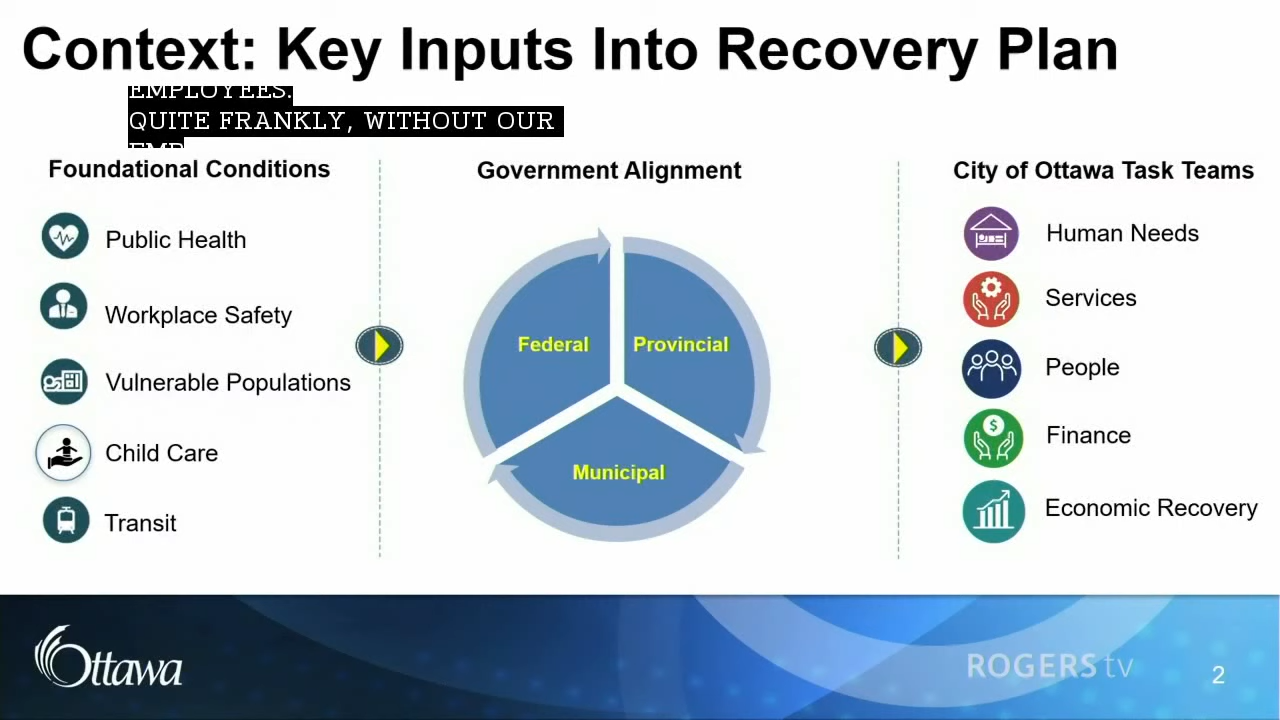 Context: Key Inputs Into Recovery Plan
EMPLOYEES.
QUITE FRANKLY, WITHOUT OUR
EMP
Foundational Conditions
Public Health
Workplace Safety
Vulnerable Populations
Child Care
Transit
Government Alignment
Federal
Provincial
Municipal
City of Ottawa Task Teams
Human Needs
Services
$
People
Finance
Economic Recovery
Ottawa
ROGERS tv
2